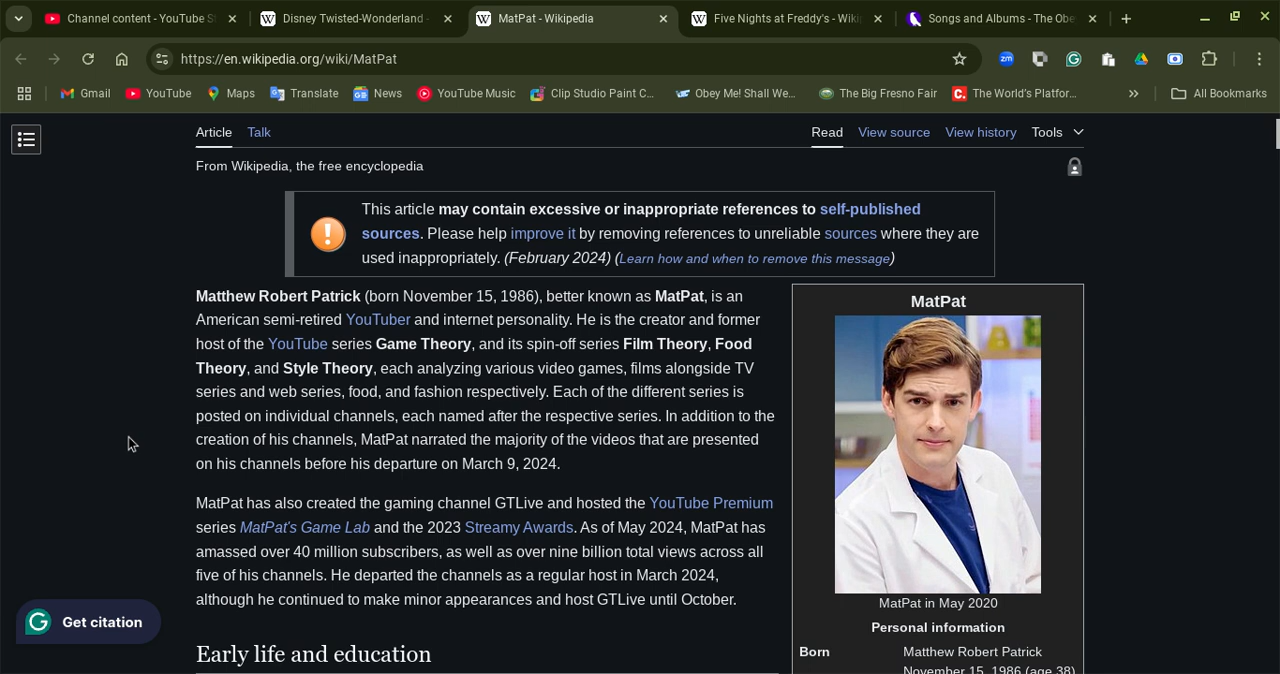 Channel content - YouTube S
Disney Twisted-Wonderland -
MatPat - Wikipedia
Five Nights at Freddy's - Wiki
Songs and Albums - The Obe
https://en.wikipedia.org/wiki/MatPat
zm
Gmail
YouTube
Maps
Translate
News
YouTube Music
Clip Studio Paint C...
Obey Me! Shall We...
The Big Fresno Fair
The World's Platfor...
All Bookmarks
Article
Talk
Read
View source
View history
Tools
From Wikipedia, the free encyclopedia
This article may contain excessive or inappropriate references to self-published
sources. Please help improve it by removing references to unreliable sources where they are
used inappropriately. (February 2024) (Learn how and when to remove this message)
Matthew Robert Patrick (born November 15, 1986), better known as MatPat, is an
American semi-retired YouTuber and internet personality. He is the creator and former
host of the YouTube series Game Theory, and its spin-off series Film Theory, Food
Theory, and Style Theory, each analyzing various video games, films alongside TV
series and web series, food, and fashion respectively. Each of the different series is
posted on individual channels, each named after the respective series. In addition to the
creation of his channels, MatPat narrated the majority of the videos that are presented
on his channels before his departure on March 9, 2024.
MatPat has also created the gaming channel GTLive and hosted the YouTube Premium
series MatPat's Game Lab and the 2023 Streamy Awards. As of May 2024, MatPat has
amassed over 40 million subscribers, as well as over nine billion total views across all
five of his channels. He departed the channels as a regular host in March 2024,
although he continued to make minor appearances and host GTLive until October.
Early life and education
MatPat
MatPat in May 2020
Personal information
Born Matthew Robert Patrick
November 15, 1986 (age 38)
Get citation